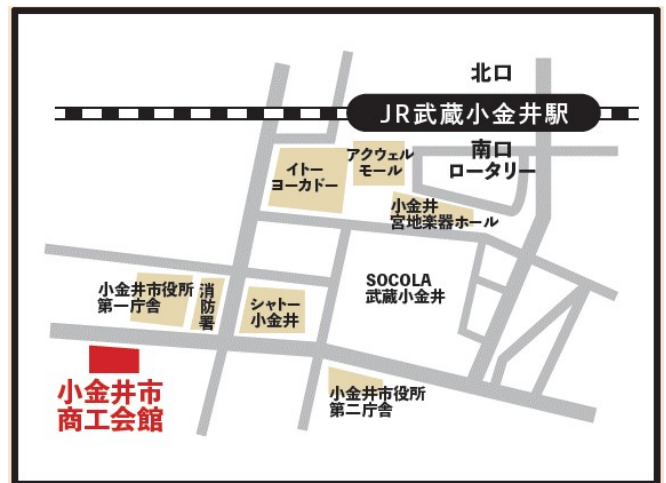 北口
JR武蔵小金井駅
南口
ロータリー
アクウェル
モール
イトー
ヨーカドー
小金井
宮地楽器ホール
SOCOLA
武蔵小金井
小金井市役所
第一庁舎
消防署
シャトー
小金井
小金井市
商工会館
小金井市役所
第二庁舎